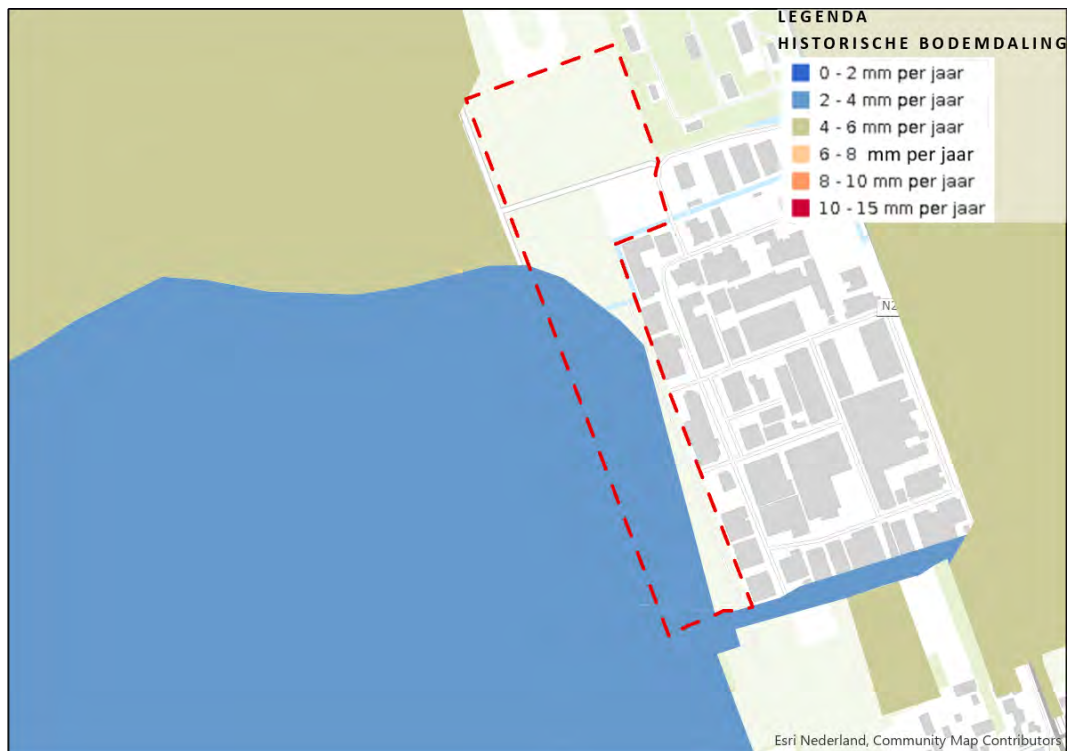 LEGENDA
HISTORISCHE BODEMDALING
0 - 2 mm per jaar
2 - 4 mm per jaar
4 - 6 mm per jaar
6 - 8 mm per jaar
8 - 10 mm per jaar
10 - 15 mm per jaar
N2
Esri Nederland, Community Map Contributors